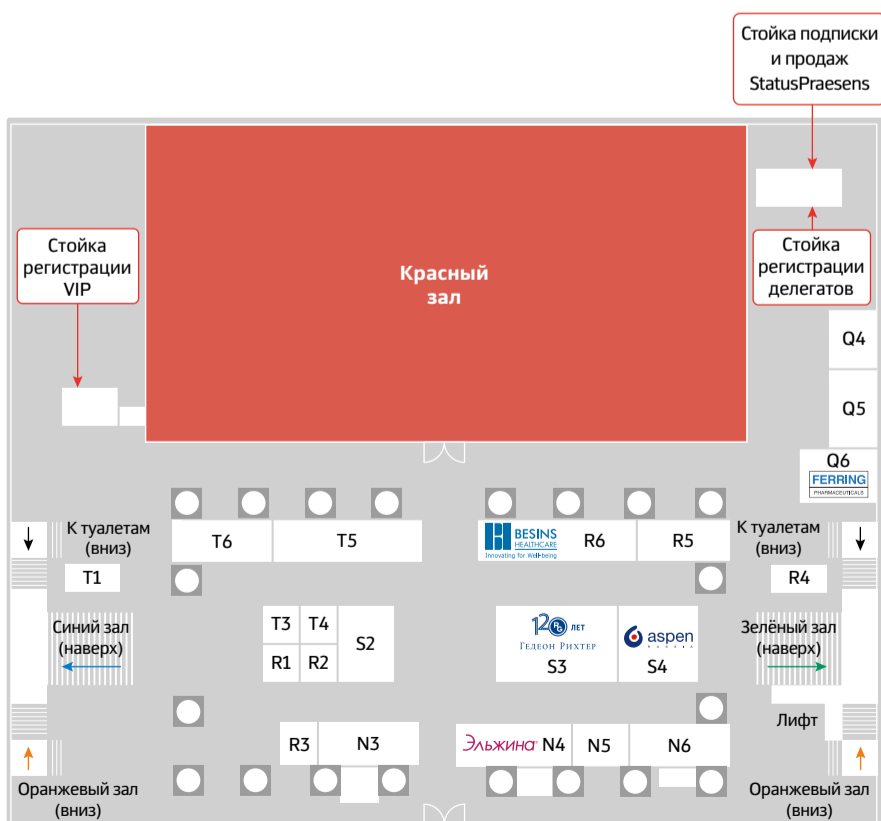 Стойка подписки
и продаж
StatusPraesens
Стойка
регистрации
VIP
Красный
зал
Стойка
регистрации
делегатов
Q4
Q5
Q6
FERRING
PHARMACEUTICALS
К туалетам
(вниз)
T6
T5
BESINS
HEALTHCARE
Innovating for Well-being
R6
R5
К туалетам
(вниз)
T1
R4
T3
T4
R1
R2
S2
120 ЛЕТ
ГЕДЕОН РИХТЕР
S3
aspen
S4
Синий зал
(наверх)
Зелёный зал
(наверх)
Лифт
R3
N3
Эльжина
N4
N5
N6
Оранжевый зал
(вниз)
Оранжевый зал
(вниз)